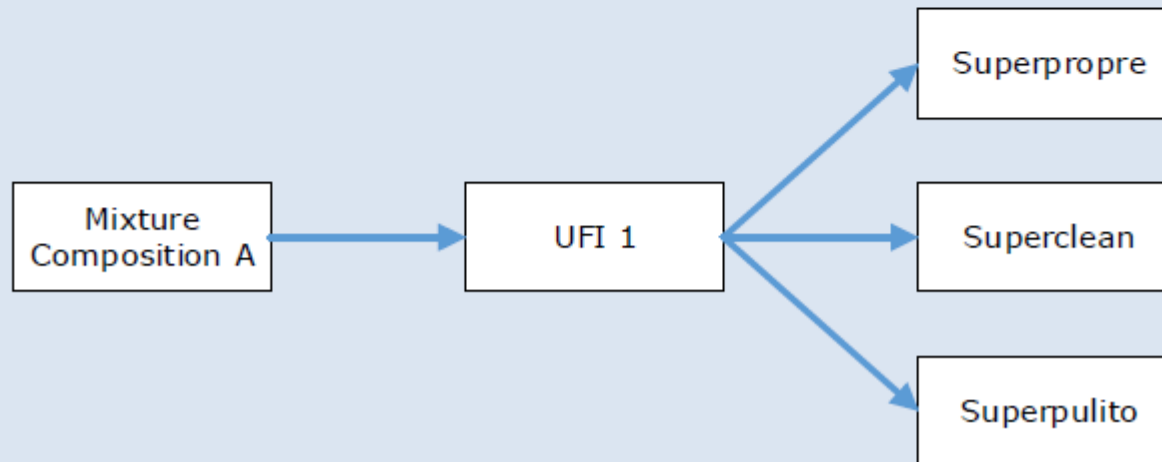 Mixture
Composition A
UFI 1
Superpropre
Superclean
Superpulito